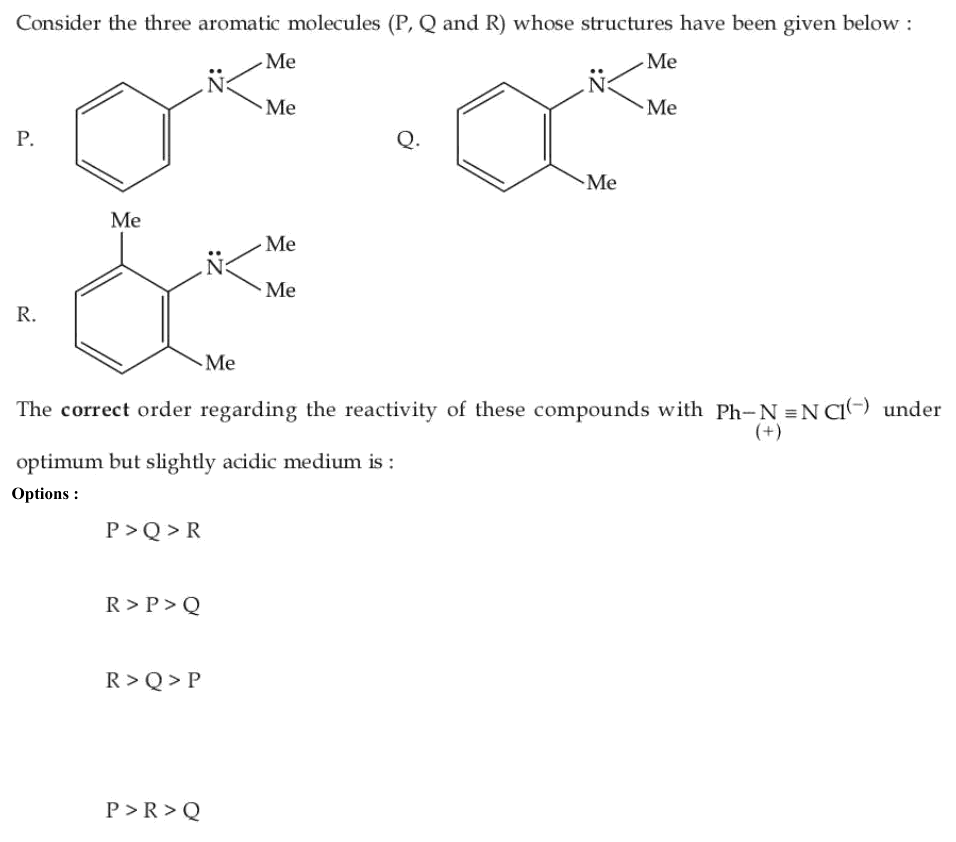 Consider the three aromatic molecules (P, Q and R) whose structures have been given below :
N̈ Me Me
N̈ Me Me
P. Q.
Me
Me
N̈ Me Me
R.
Me
The correct order regarding the reactivity of these compounds with Ph–N≡N Cl(−) under
(+)
optimum but slightly acidic medium is :
Options :
P > Q > R
R > P > Q
R > Q > P
P > R > Q